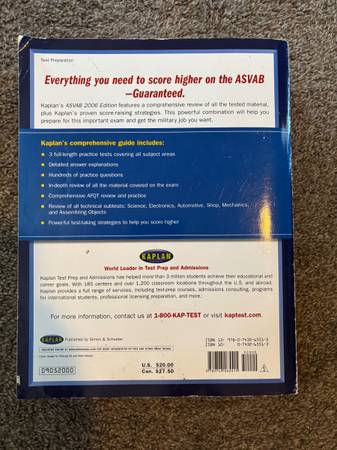 Test Preparation
Everything you need to score higher on the ASVAB
—Guaranteed.
Kaplan's ASVAB 2006 Edition features a comprehensive review of all the tested material,
plus Kaplan's proven score-raising strategies. This powerful combination will help you
prepare for this important exam and get the military job you want.
Kaplan's comprehensive guide includes:
3 full-length practice tests covering all subject areas
Detailed answer explanations
Hundreds of practice questions
In-depth review of all the material covered on the exam
Comprehensive AFQT review and practice
Review of all technical subtests: Science, Electronics, Automotive, Shop, Mechanics,
and Assembling Objects
Powerful test-taking strategies to help you score higher
KAPLAN
World Leader in Test Prep and Admissions
Kaplan Test Prep and Admissions has helped more than 3 million students achieve their educational and
career goals. With 185 centers and over 1,200 classroom locations throughout the U.S. and abroad,
Kaplan provides a full range of services, including test-prep courses, admissions consulting, programs
for international students, professional licensing preparation, and more.
For more information, contact us at 1-800-KAP-TEST or visit kaptest.com.
KAPLAN Published by Simon & Schuster
U.S. $20.00
Can. $27.50